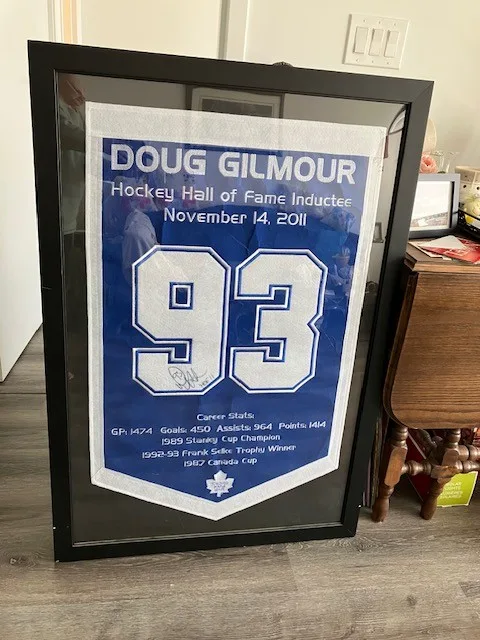 DOUG GILMOUR
Hockey Hall of Fame Inductee
November 14, 2011
93
Career Stats:
GP: 1474 Goals: 450 Assists: 964 Points: 1414
1989 Stanley Cup Champion
1992-93 Frank Selke Trophy Winner
1987 Canada Cup